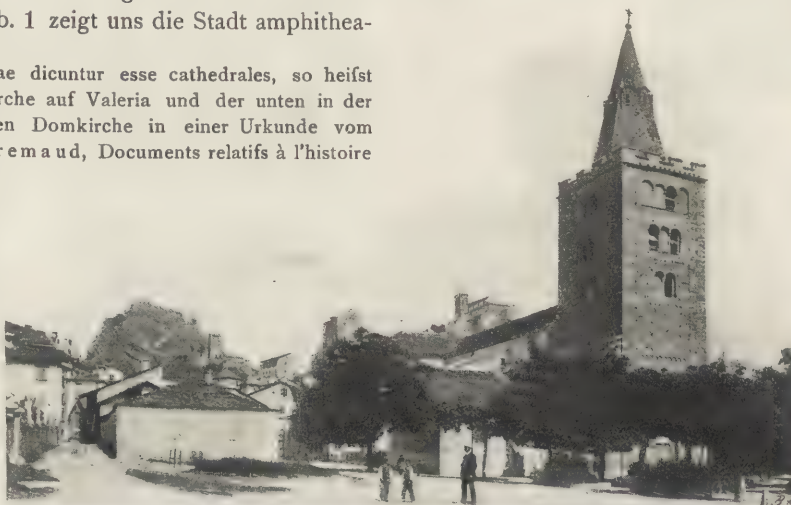 b. 1 zeigt uns die Stadt amphithea-
ae dicuntur esse cathedrales, so heiſst
rche auf Valeria und der unten in der
en Domkirche in einer Urkunde vom
remaud, Documents relatifs à l'histoire